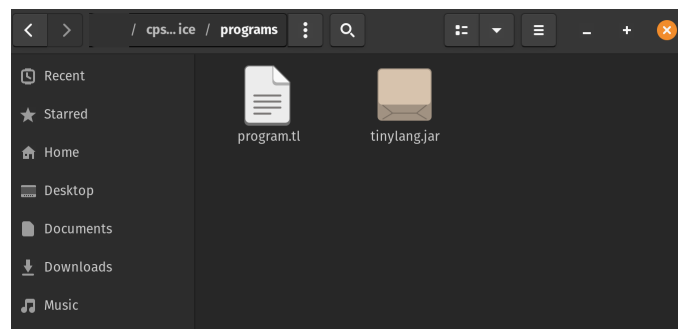 / cps...ice / programs
Recent
Starred
Home
Desktop
Documents
Downloads
Music
program.tl
tinylang.jar